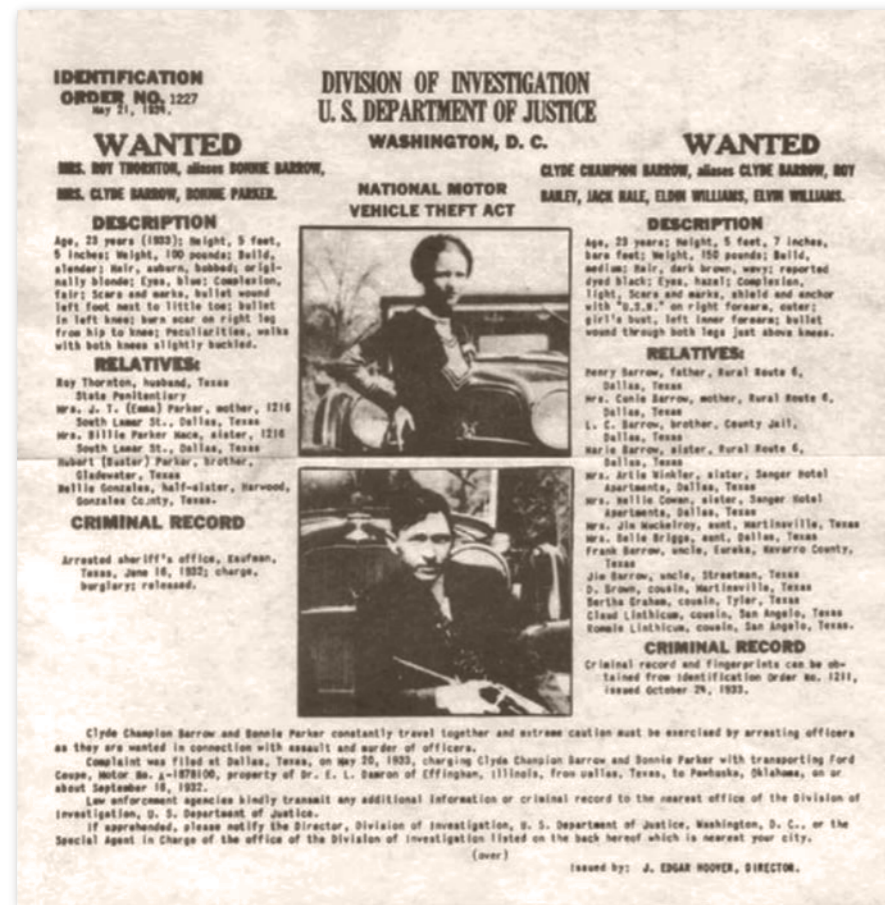 IDENTIFICATION
ORDER NO. 1227
May 21, 1934.
DIVISION OF INVESTIGATION
U. S. DEPARTMENT OF JUSTICE
WASHINGTON, D. C.
NATIONAL MOTOR
VEHICLE THEFT ACT
WANTED
MRS. ROY THORNTON, aliases BONNIE BARROW,
MRS. CLYDE BARROW, BONNIE PARKER.
DESCRIPTION
Age, 23 years (1933); Height, 5 feet,
5 inches; Weight, 100 pounds; Build,
slender; Hair, auburn, bobbed; origi-
nally blonde; Eyes, blue; Complexion,
fair; Scars and marks, bullet wound
left foot next to little toe; bullet
in left knee; burn scar on right leg
from hip to knee; Peculiarities, walks
with both knees slightly buckled.
RELATIVES:
Roy Thornton, husband, Texas
State Penitentiary
Mrs. J. T. (Emma) Parker, mother, 1216
South Lamar St., Dallas, Texas
Mrs. Billie Parker Mace, sister, 1216
South Lamar St., Dallas, Texas
Hubert (Buster) Parker, brother,
Gladewater, Texas
Nellie Gonzales, half-sister, Harwood,
Gonzales County, Texas.
CRIMINAL RECORD
Arrested sheriff's office, Kaufman,
Texas, June 16, 1932; charge,
burglary; released.
WANTED
CLYDE CHAMPION BARROW, aliases CLYDE BARROW, ROY
BAILEY, JACK HALE, ELDIN WILLIAMS, ELVIN WILLIAMS.
DESCRIPTION
Age, 23 years; Height, 5 feet, 7 inches,
bare feet; Weight, 150 pounds; Build,
medium; Hair, dark brown, wavy; reported
dyed black; Eyes, hazel; Complexion,
light, Scars and marks, shield and anchor
with "U.S.N." on right forearm, outer;
girl's bust, left inner forearm; bullet
wound through both legs just above knees.
RELATIVES:
Henry Barrow, father, Rural Route 6,
Dallas, Texas
Mrs. Cumie Barrow, mother, Rural Route 6,
Dallas, Texas
L. C. Barrow, brother, County Jail,
Dallas, Texas
Marie Barrow, sister, Rural Route 6,
Dallas, Texas
Mrs. Artie Winkler, sister, Sanger Hotel
Apartments, Dallas, Texas
Mrs. Nellie Cowan, sister, Sanger Hotel
Apartments, Dallas, Texas
Mrs. Jim Muckelroy, aunt, Martinsville, Texas
Mrs. Belle Briggs, aunt, Dallas, Texas
Frank Barrow, uncle, Eureka, Navarro County,
Texas
Jim Barrow, uncle, Streetman, Texas
D. Brown, cousin, Martinsville, Texas
Bertha Graham, cousin, Tyler, Texas
Claud Linthicum, cousin, San Angelo, Texas
Romale Linthicum, cousin, San Angelo, Texas.
CRIMINAL RECORD
Criminal record and fingerprints can be ob-
tained from Identification Order No. 1211,
issued October 24, 1933.
Clyde Champion Barrow and Bonnie Parker constantly travel together and extreme caution must be exercised by arresting officers
as they are wanted in connection with assault and murder of officers.
Complaint was filed at Dallas, Texas, on May 20, 1933, charging Clyde Champion Barrow and Bonnie Parker with transporting Ford
Coupe, Motor No. A-1878100, property of Dr. E. L. Damron of Effingham, Illinois, from Dallas, Texas, to Pawhuska, Oklahoma, on or
about September 16, 1932.
Law enforcement agencies kindly transmit any additional information or criminal record to the nearest office of the Division of
Investigation, U. S. Department of Justice.
If apprehended, please notify the Director, Division of Investigation, U. S. Department of Justice, Washington, D. C., or the
Special Agent in Charge of the office of the Division of Investigation listed on the back hereof which is nearest your city.
(over)
Issued by: J. EDGAR HOOVER, DIRECTOR.